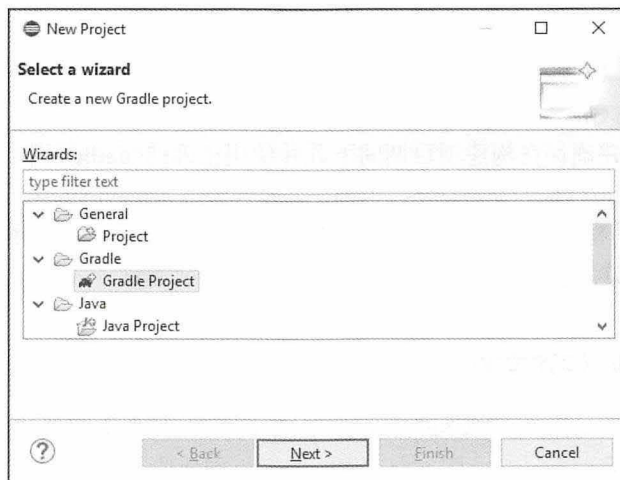 New Project
Select a wizard
Create a new Gradle project.
Wizards:
type filter text
General
Project
Gradle
Gradle Project
Java
Java Project
< Back
Next >
Finish
Cancel